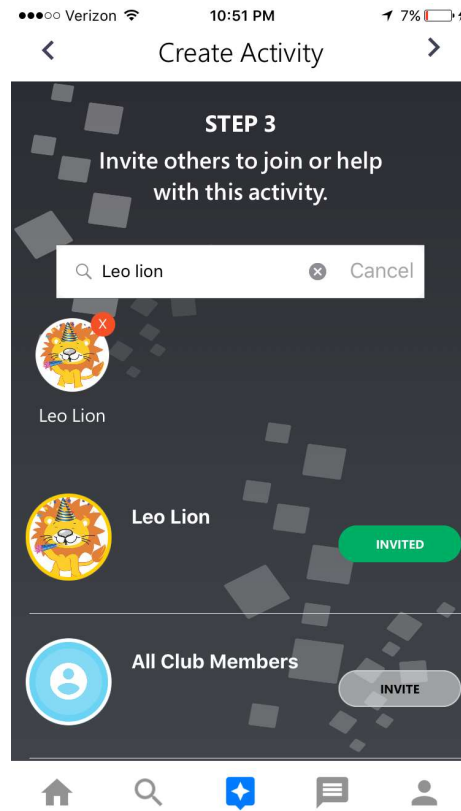 Verizon 10:51 PM 7%
Create Activity
STEP 3
Invite others to join or help
with this activity.
Leo lion Cancel
X
Leo Lion
Leo Lion
INVITED
All Club Members
INVITE